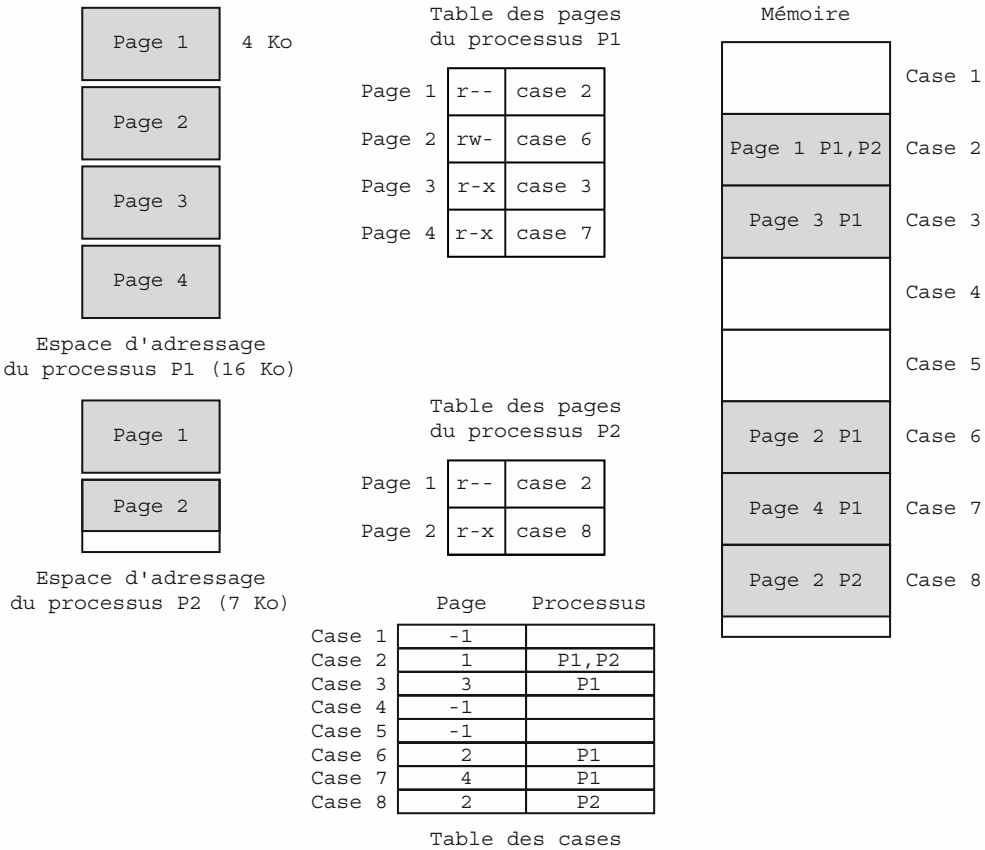 Page 1 4 Ko
Page 2
Page 3
Page 4
Espace d'adressage
du processus P1 (16 Ko)
Table des pages
du processus P1
Page 1 r-- case 2
Page 2 rw- case 6
Page 3 r-x case 3
Page 4 r-x case 7
Mémoire
Case 1
Page 1 P1,P2 Case 2
Page 3 P1 Case 3
Case 4
Case 5
Page 2 P1 Case 6
Page 4 P1 Case 7
Page 2 P2 Case 8
Page 1
Page 2
Espace d'adressage
du processus P2 (7 Ko)
Table des pages
du processus P2
Page 1 r-- case 2
Page 2 r-x case 8
Page Processus
Case 1 -1
Case 2 1 P1,P2
Case 3 3 P1
Case 4 -1
Case 5 -1
Case 6 2 P1
Case 7 4 P1
Case 8 2 P2
Table des cases